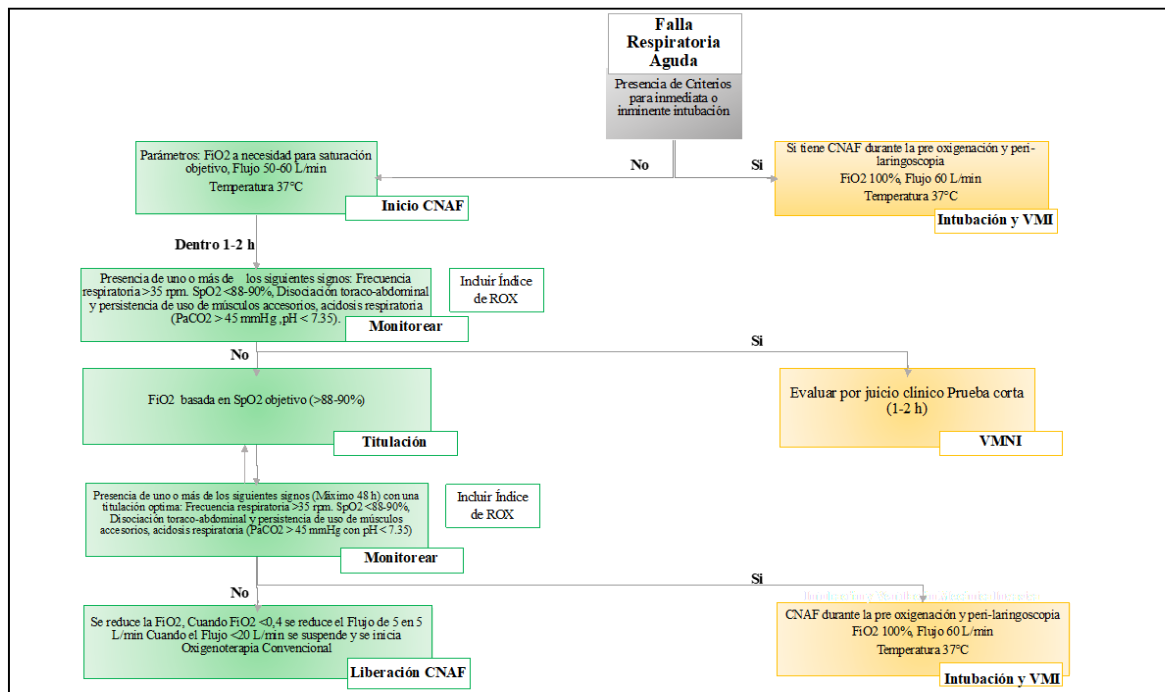 Falla
Respiratoria
Aguda
Presencia de Criterios
para inmediata o
inminente intubación
No
Si
Parámetros: FiO2 a necesidad para saturación
objetivo, Flujo 50-60 L/min
Temperatura 37°C
Inicio CNAF
Si tiene CNAF durante la pre oxigenación y peri-
laringoscopia
FiO2 100%, Flujo 60 L/min
Temperatura 37°C
Intubación y VMI
Dentro 1-2 h
Presencia de uno o más de los siguientes signos: Frecuencia
respiratoria >35 rpm. SpO2 <88-90%, Disociación toraco-abdominal
y persistencia de uso de músculos accesorios, acidosis respiratoria
(PaCO2 > 45 mmHg ,pH < 7.35).
Monitorear
Incluir Índice
de ROX
No
Si
FiO2 basada en SpO2 objetivo (>88-90%)
Titulación
Evaluar por juicio clínico Prueba corta
(1-2 h)
VMNI
Presencia de uno o más de los siguientes signos (Máximo 48 h) con una
titulación optima: Frecuencia respiratoria >35 rpm. SpO2 <88-90%,
Disociación toraco-abdominal y persistencia de uso de músculos
accesorios, acidosis respiratoria (PaCO2 > 45 mmHg con pH < 7.35)
Monitorear
Incluir Índice
de ROX
No
Si
Se reduce la FiO2, Cuando FiO2 <0,4 se reduce el Flujo de 5 en 5
L/min Cuando el Flujo <20 L/min se suspende y se inicia
Oxigenoterapia Convencional
Liberación CNAF
CNAF durante la pre oxigenación y peri-laringoscopia
FiO2 100%, Flujo 60 L/min
Temperatura 37°C
Intubación y VMI